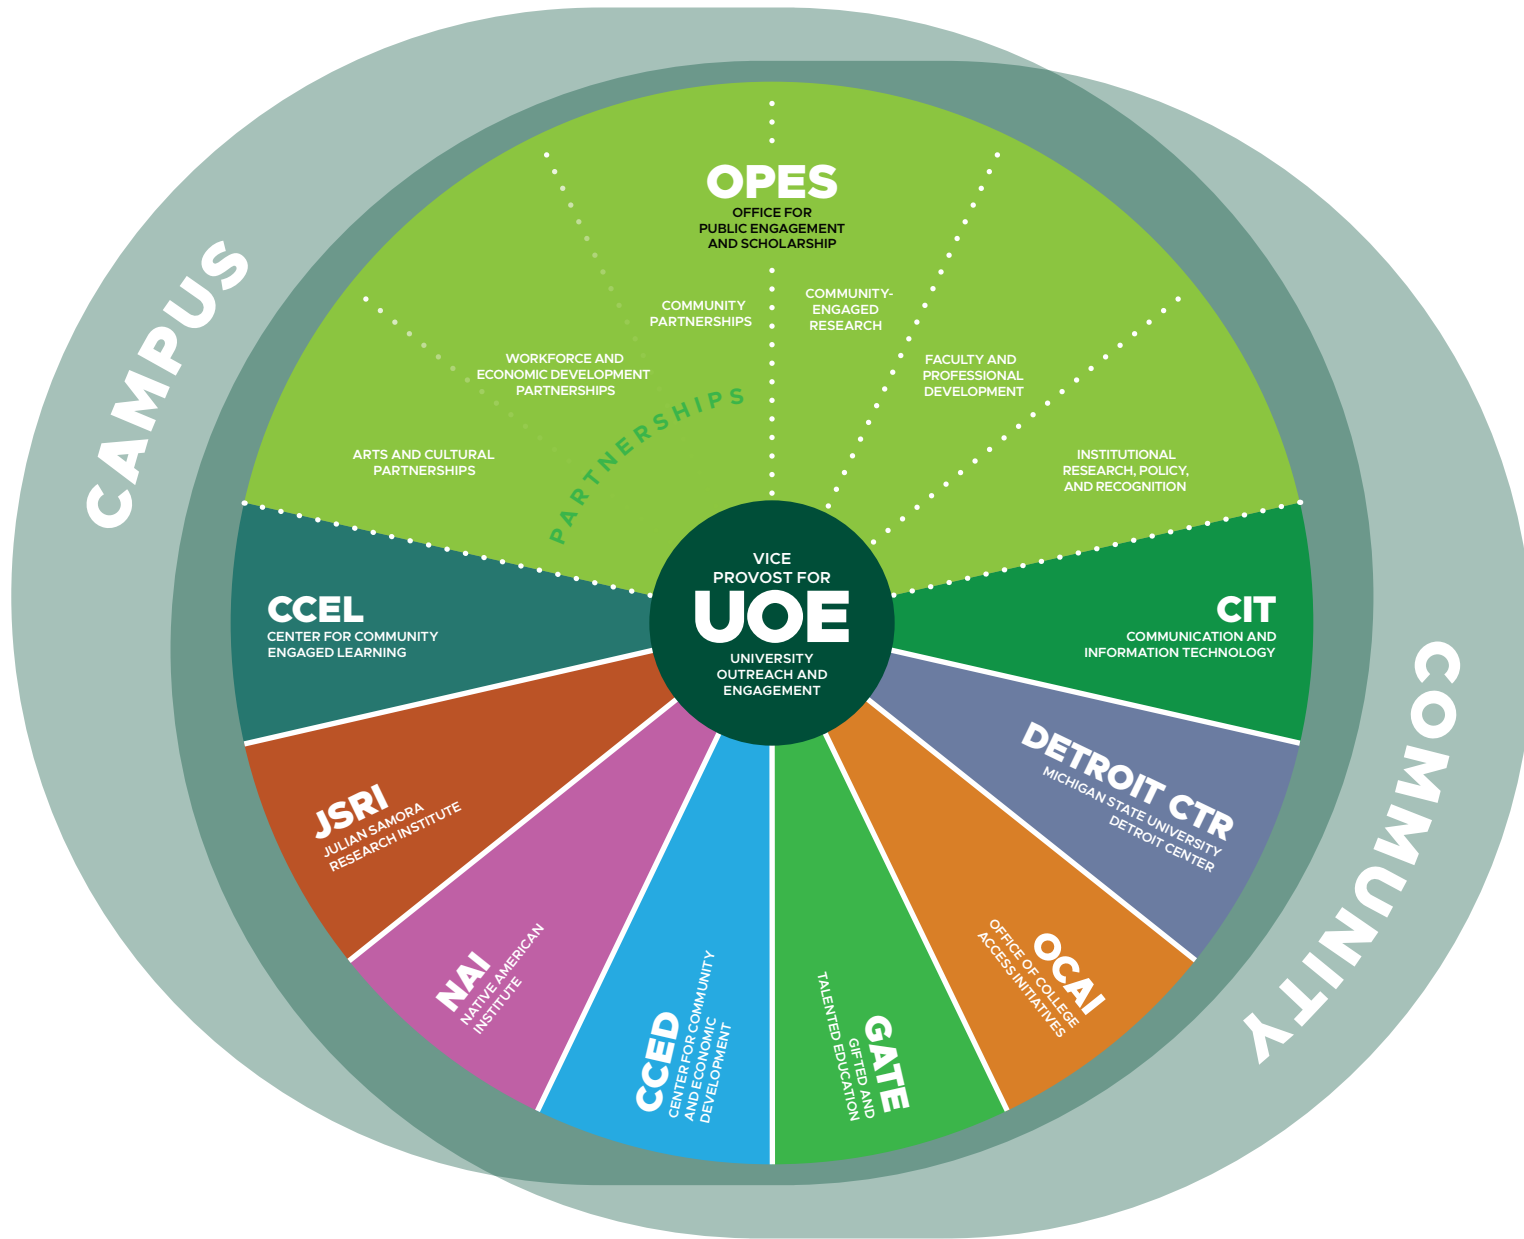 CAMPUS
OPES
OFFICE FOR
PUBLIC ENGAGEMENT
AND SCHOLARSHIP
COMMUNITY
PARTNERSHIPS
COMMUNITY-
ENGAGED
RESEARCH
WORKFORCE AND
ECONOMIC DEVELOPMENT
PARTNERSHIPS
FACULTY AND
PROFESSIONAL
DEVELOPMENT
PARTNERSHIPS
ARTS AND CULTURAL
PARTNERSHIPS
INSTITUTIONAL
RESEARCH, POLICY,
AND RECOGNITION
VICE
PROVOST FOR
UOE
UNIVERSITY
OUTREACH AND
ENGAGEMENT
CCEL
CENTER FOR COMMUNITY
ENGAGED LEARNING
CIT
COMMUNICATION AND
INFORMATION TECHNOLOGY
JSRI
JULIAN SAMORA
RESEARCH INSTITUTE
DETROIT CTR
MICHIGAN STATE UNIVERSITY
DETROIT CENTER
NAI
NATIVE AMERICAN
INSTITUTE
CCED
CENTER FOR COMMUNITY
AND ECONOMIC
DEVELOPMENT
GATE
GIFTED AND
TALENTED EDUCATION
OCAI
OFFICE OF COLLEGE
ACCESS INITIATIVES
COMMUNITY